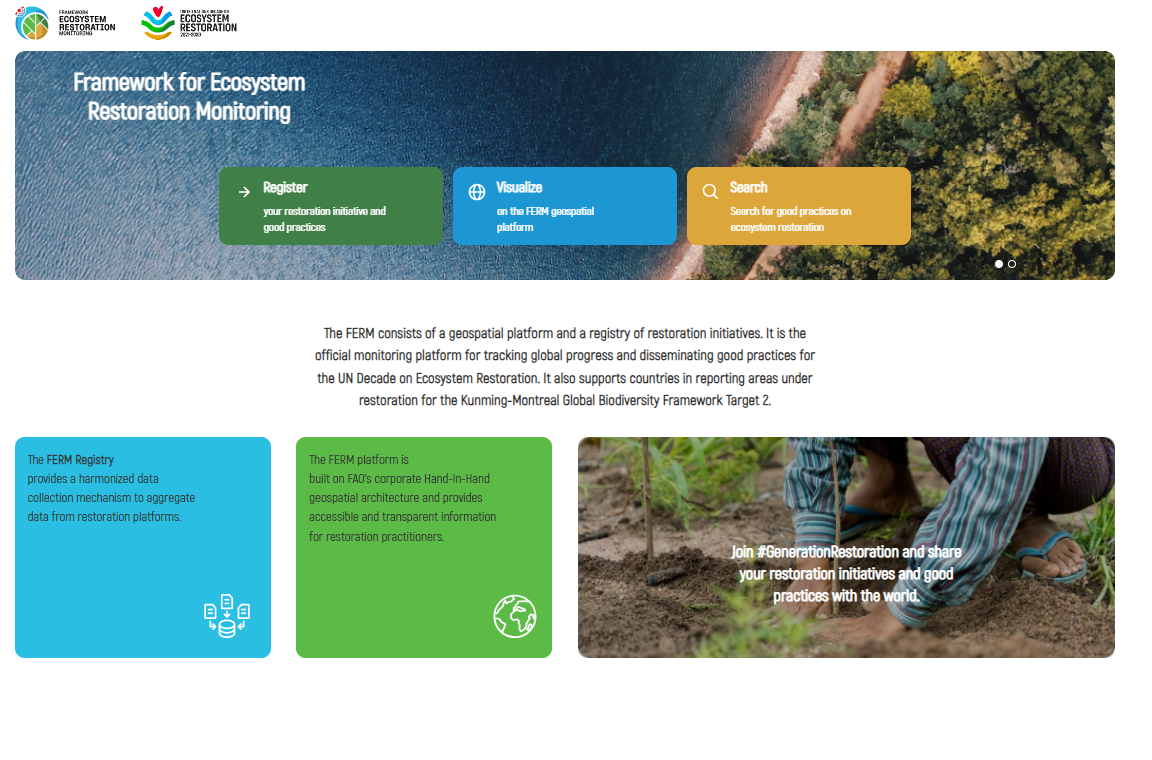 FRAMEWORK
ECOSYSTEM
RESTORATION
MONITORING
UNITED NATIONS DECADE ON
ECOSYSTEM
RESTORATION
2021-2030
Framework for Ecosystem
Restoration Monitoring
Register
your restoration initiative and
good practices
Visualize
on the FERM geospatial
platform
Search
Search for good practices on
ecosystem restoration
The FERM consists of a geospatial platform and a registry of restoration initiatives. It is the
official monitoring platform for tracking global progress and disseminating good practices for
the UN Decade on Ecosystem Restoration. It also supports countries in reporting areas under
restoration for the Kunming-Montreal Global Biodiversity Framework Target 2.
The FERM Registry
provides a harmonized data
collection mechanism to aggregate
data from restoration platforms.
The FERM platform is
built on FAO's corporate Hand-In-Hand
geospatial architecture and provides
accessible and transparent information
for restoration practitioners.
Join #GenerationRestoration and share
your restoration initiatives and good
practices with the world.